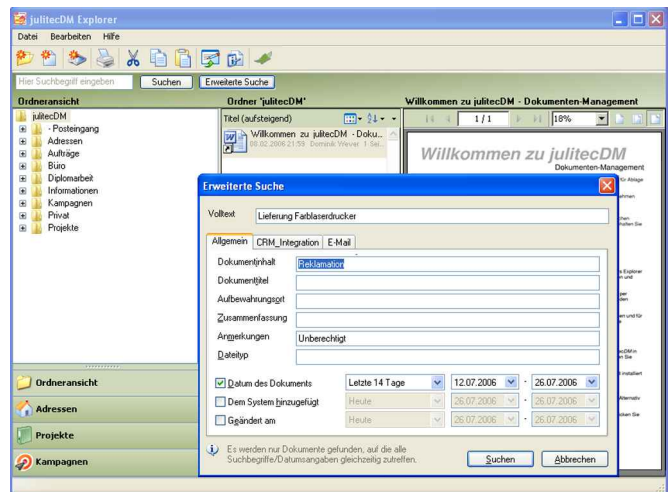 julitecDM Explorer
Datei Bearbeiten Hilfe
Hier Suchbegriff eingeben Suchen Erweiterte Suche
Ordneransicht Ordner 'julitecDM' Willkommen zu julitecDM - Dokumenten-Management
julitecDM
- Posteingang
Adressen
Aufträge
Büro
Diplomarbeit
Informationen
Kampagnen
Privat
Projekte
Titel (aufsteigend)
Willkommen zu julitecDM - Doku...
08.02.2006 21:59 Dominik Wever 1 Sei...
1 / 1 18%
Willkommen zu julitecDM
Dokumenten-Management
Erweiterte Suche
Volltext Lieferung Farblaserdrucker
Allgemein CRM_Integration E-Mail
Dokumentinhalt Reklamation
Dokumenttitel
Aufbewahrungsort
Zusammenfassung
Anmerkungen Unberechtigt
Dateityp
Datum des Dokuments Letzte 14 Tage 12.07.2006 - 26.07.2006
Dem System hinzugefügt Heute 26.07.2006 - 26.07.2006
Geändert am Heute 26.07.2006 - 26.07.2006
Es werden nur Dokumente gefunden, auf die alle
Suchbegriffe/Datumsangaben gleichzeitig zutreffen.
Suchen Abbrechen
Ordneransicht
Adressen
Projekte
Kampagnen